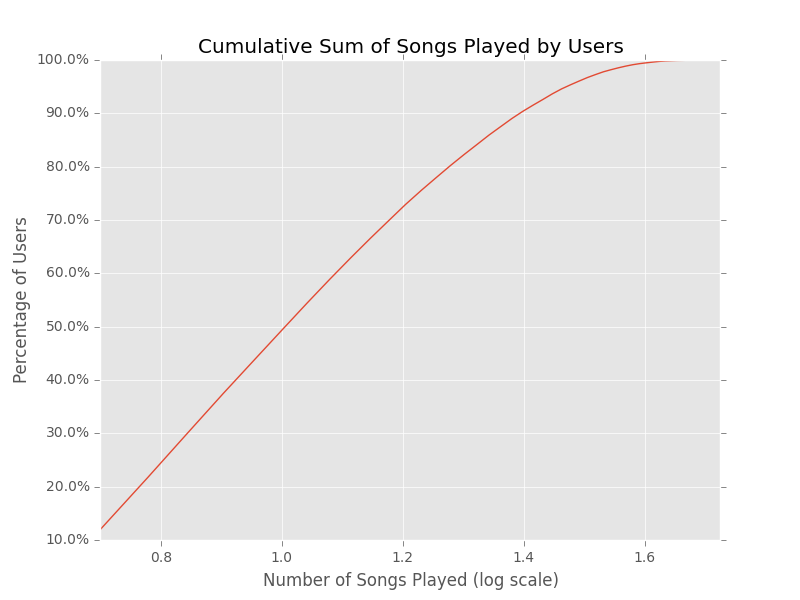 Cumulative Sum of Songs Played by Users
100.0%
90.0%
80.0%
70.0%
60.0%
50.0%
40.0%
30.0%
20.0%
10.0%
Percentage of Users
0.8 1.0 1.2 1.4 1.6
Number of Songs Played (log scale)